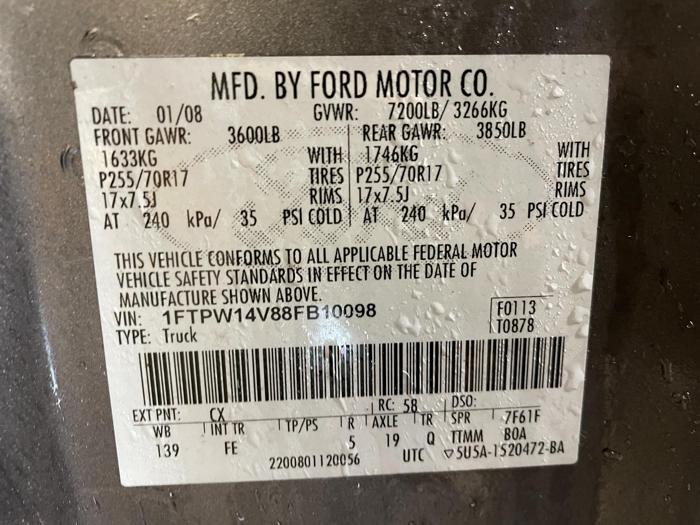 MFD. BY FORD MOTOR CO.
DATE: 01/08 GVWR: 7200LB/ 3266KG
FRONT GAWR: 3600LB REAR GAWR: 3850LB
1633KG WITH 1746KG WITH
P255/70R17 TIRES P255/70R17 TIRES
17x7.5J RIMS 17x7.5J RIMS
AT 240 kPa/ 35 PSI COLD AT 240 kPa/ 35 PSI COLD
THIS VEHICLE CONFORMS TO ALL APPLICABLE FEDERAL MOTOR
VEHICLE SAFETY STANDARDS IN EFFECT ON THE DATE OF
MANUFACTURE SHOWN ABOVE.
VIN: 1FTPW14V88FB10098 F0113
TYPE: Truck T0878
EXT PNT: CX RC: 58 DSO:
WB INT TR TP/PS R AXLE TR SPR 7F61F
139 FE 5 19 Q TTMM B0A
2200801120056 UTC ▽5U5A-1520472-BA